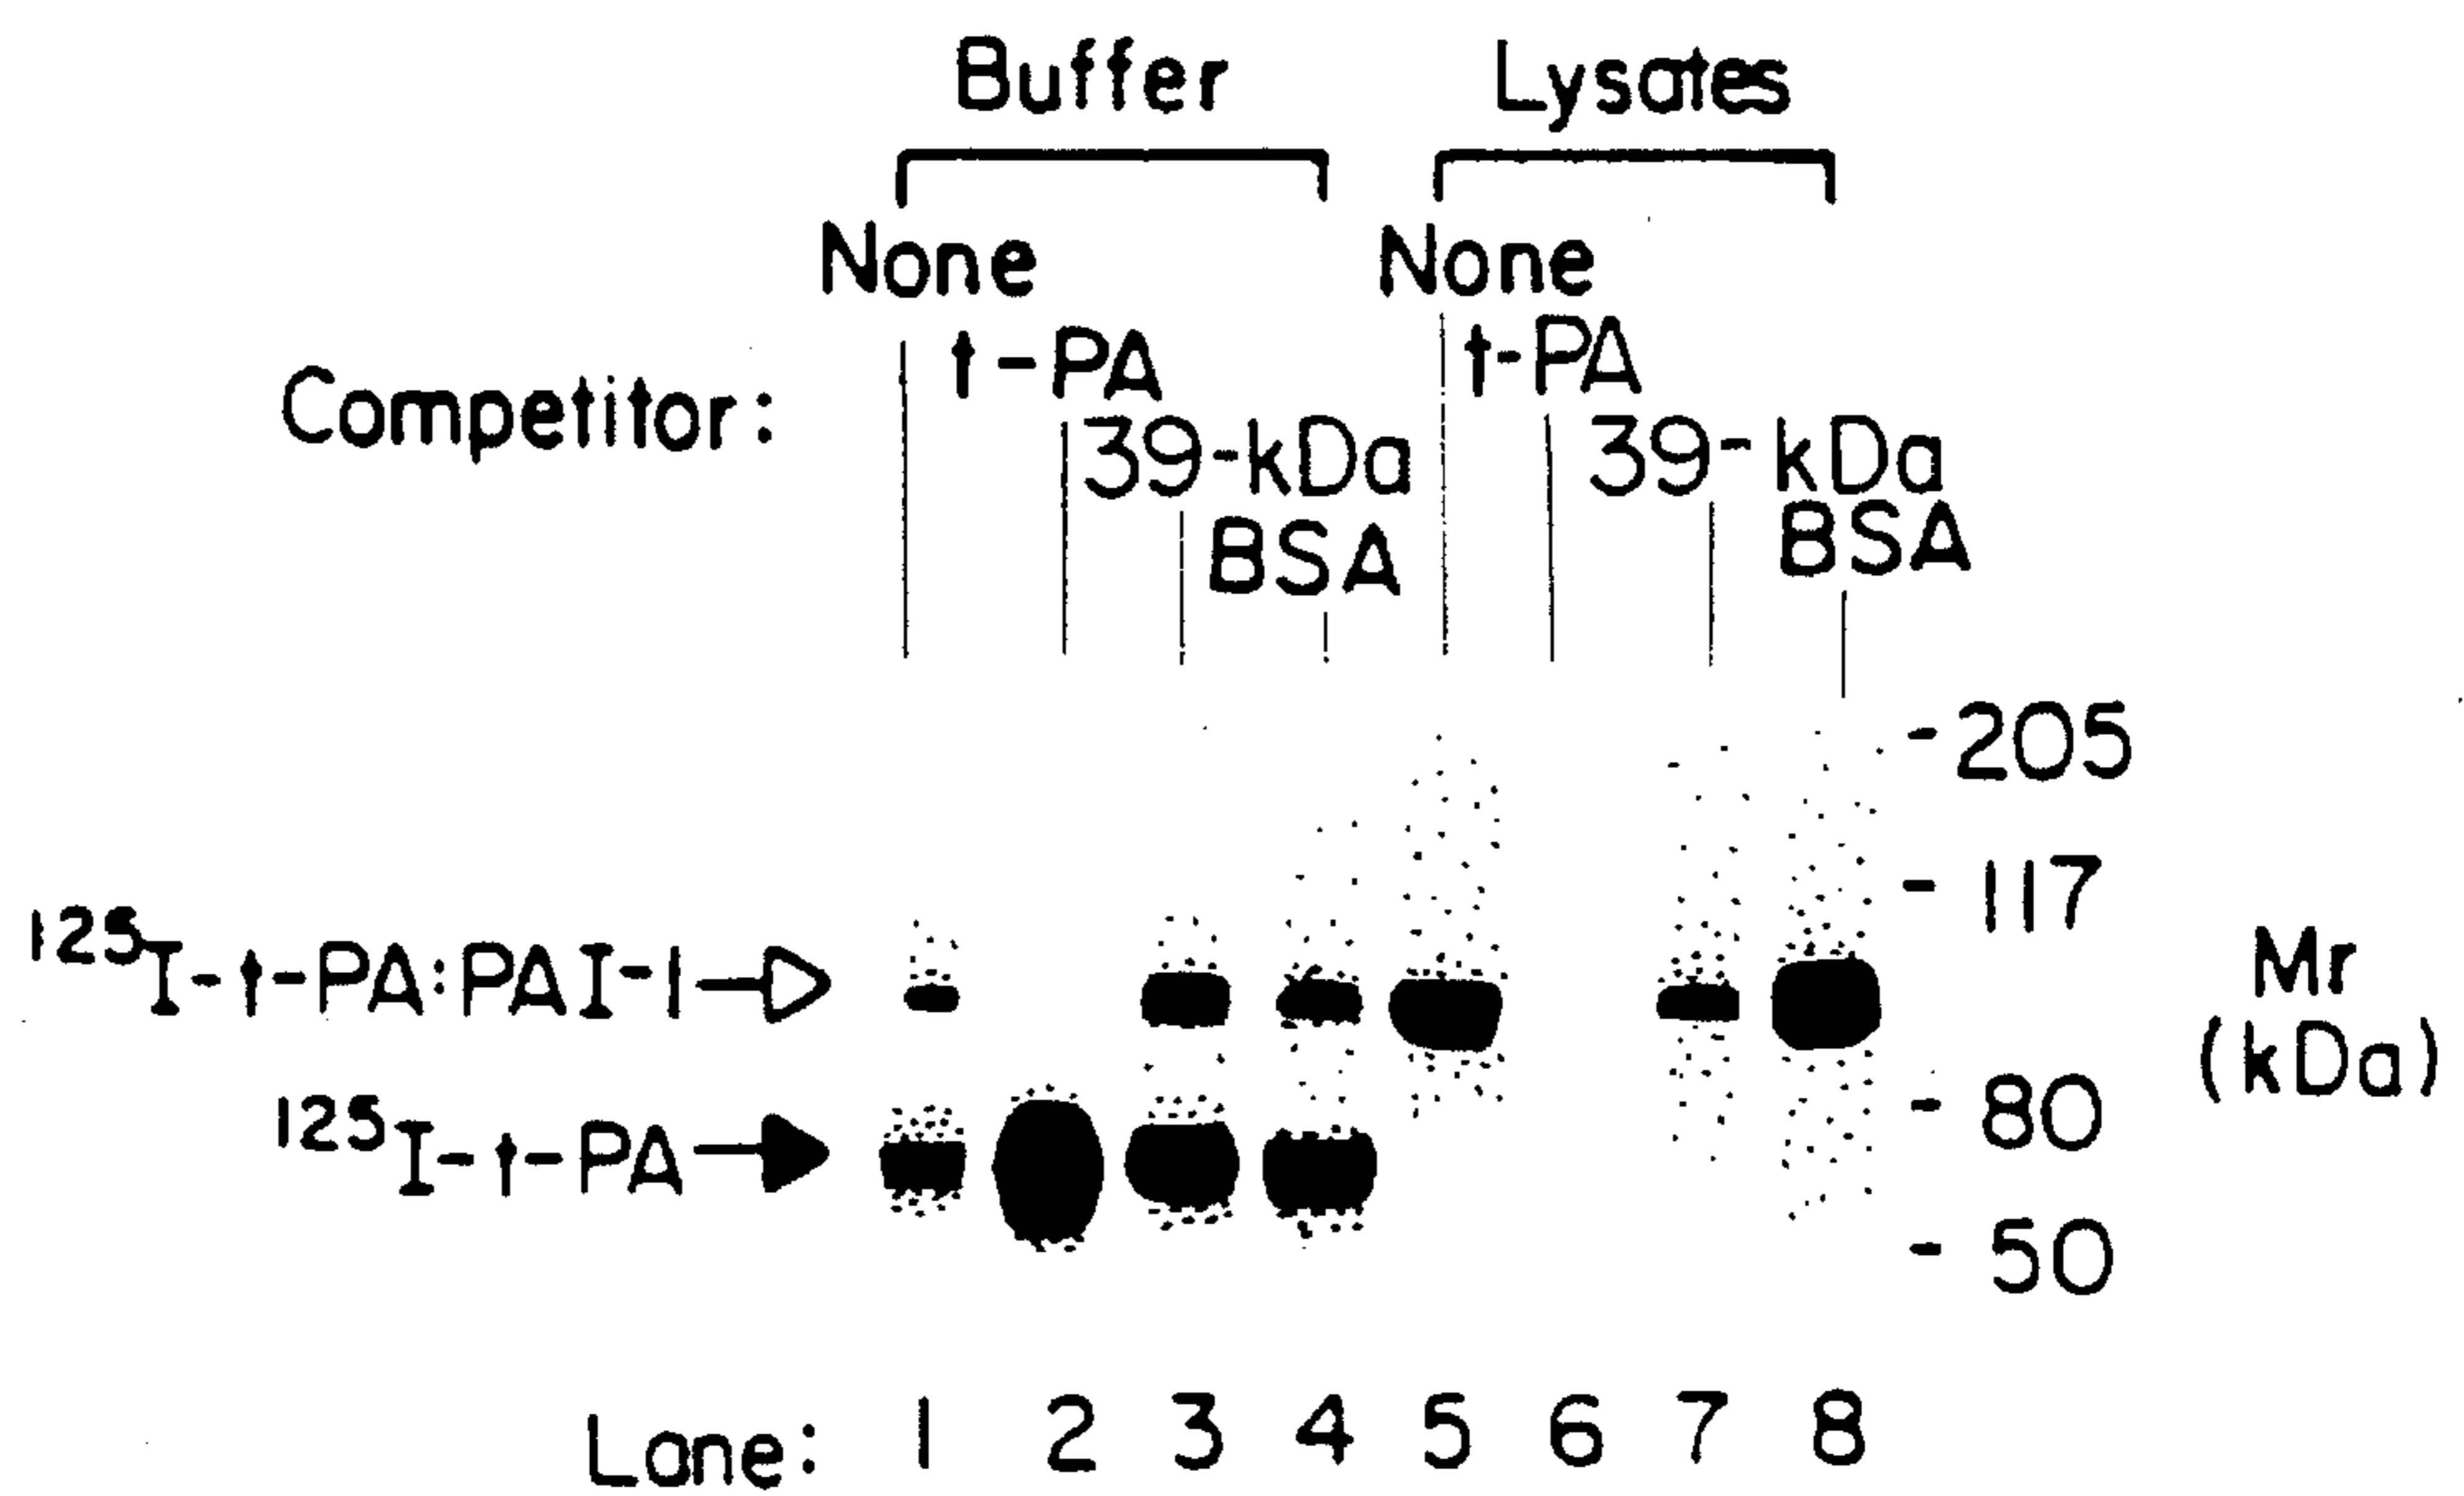 Buffer Lysates
None None
t-PA t-PA
Competitor:
39-kDa 39-kDa
BSA BSA
-205
-117
125I-t-PA:PAI-1
Mr
(kDa)
-80
125I-t-PA
-50
Lane: 1 2 3 4 5 6 7 8